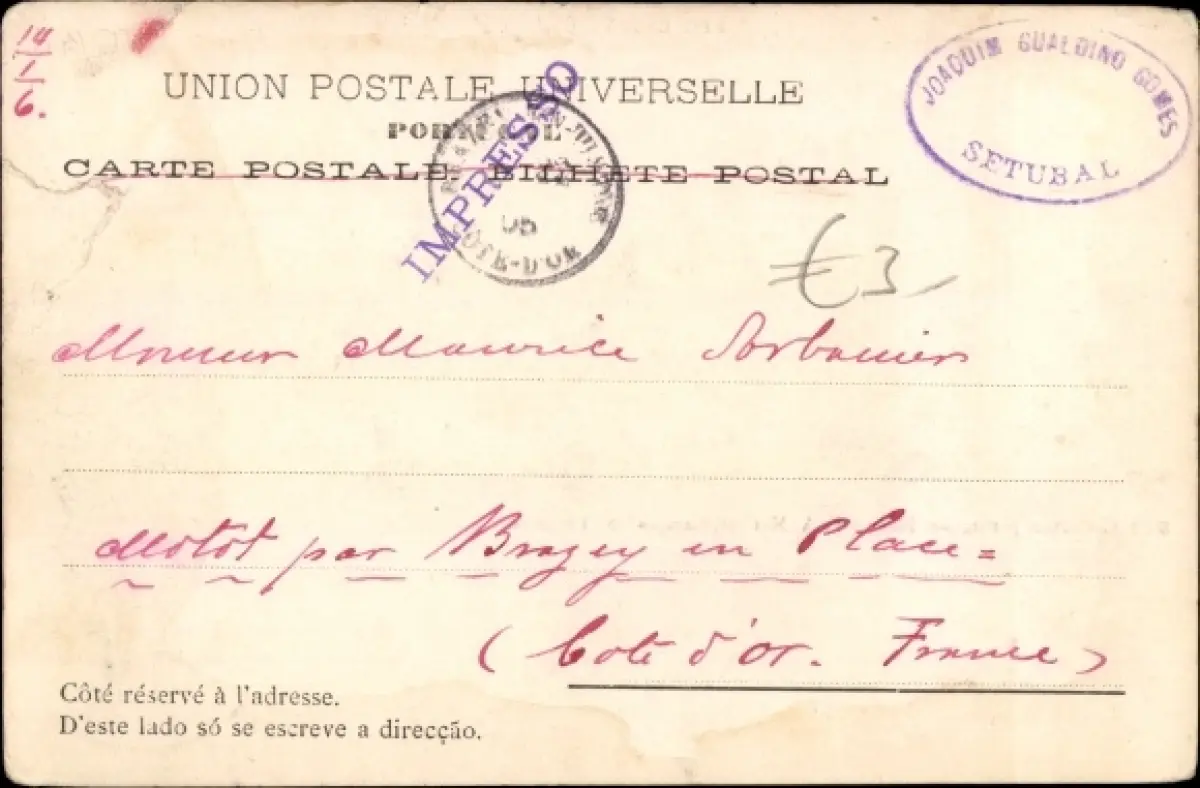 14
1
6.
UNION POSTALE UNIVERSELLE
PORTUGAL
CARTE POSTALE BILHETE POSTAL
IMPRESSO
JOAQUIM GUALDINO GOMES
SETUBAL
05
CÔTE-D'OR
€3
Monsieur Maurice
par Brazey en Plaine=
(Cote d'or. France)
Côté réservé à l'adresse.
D'este lado só se escreve a direcção.